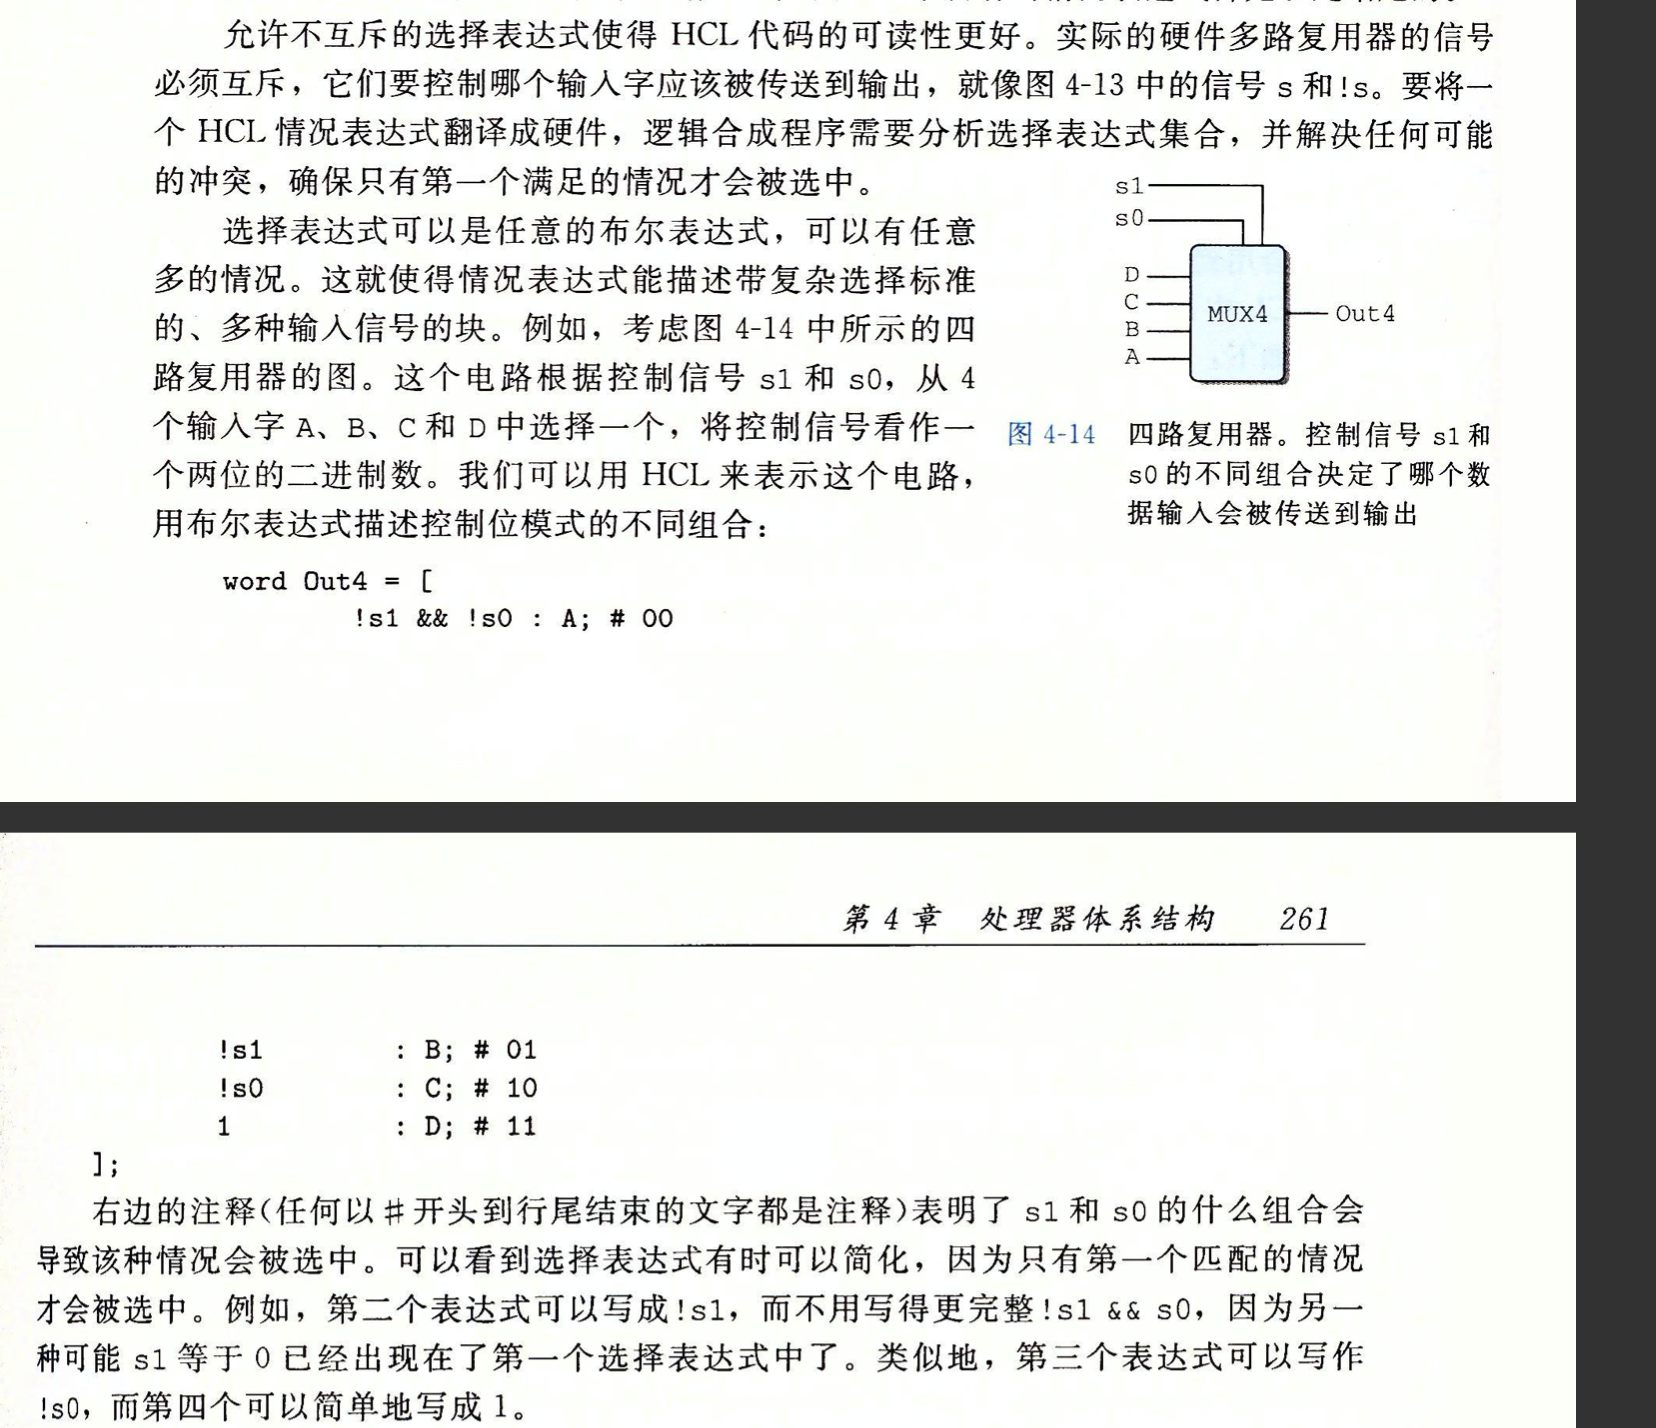 允许不互斥的选择表达式使得 HCL 代码的可读性更好。实际的硬件多路复用器的信号
必须互斥，它们要控制哪个输入字应该被传送到输出，就像图 4-13 中的信号 s 和!s。要将一
个 HCL 情况表达式翻译成硬件，逻辑合成程序需要分析选择表达式集合，并解决任何可能
的冲突，确保只有第一个满足的情况才会被选中。
选择表达式可以是任意的布尔表达式，可以有任意
多的情况。这就使得情况表达式能描述带复杂选择标准
的、多种输入信号的块。例如，考虑图 4-14 中所示的四
路复用器的图。这个电路根据控制信号 s1 和 s0，从 4
个输入字 A、B、C 和 D 中选择一个，将控制信号看作一
个两位的二进制数。我们可以用 HCL 来表示这个电路，
用布尔表达式描述控制位模式的不同组合：
s1
s0
D
C
B
A
MUX4
Out4
图 4-14 四路复用器。控制信号 s1 和
s0 的不同组合决定了哪个数
据输入会被传送到输出
word Out4 = [
!s1 && !s0 : A; # 00
第 4 章 处理器体系结构 261
!s1 : B; # 01
!s0 : C; # 10
1 : D; # 11
];
右边的注释(任何以#开头到行尾结束的文字都是注释)表明了 s1 和 s0 的什么组合会
导致该种情况会被选中。可以看到选择表达式有时可以简化，因为只有第一个匹配的情况
才会被选中。例如，第二个表达式可以写成!s1，而不用写得更完整!s1 && s0，因为另一
种可能 s1 等于 0 已经出现在了第一个选择表达式中了。类似地，第三个表达式可以写作
!s0，而第四个可以简单地写成 1。